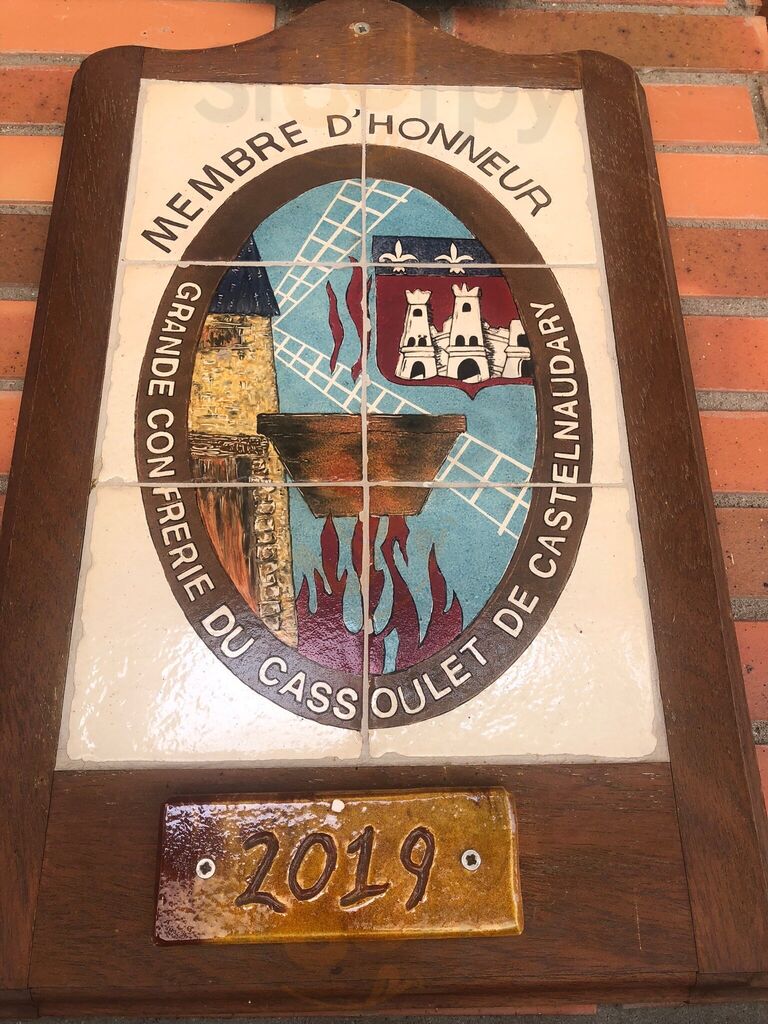 MEMBRE D'HONNEUR
GRANDE CONFRERIE DU CASSOULET DE CASTELNAUDARY
2019